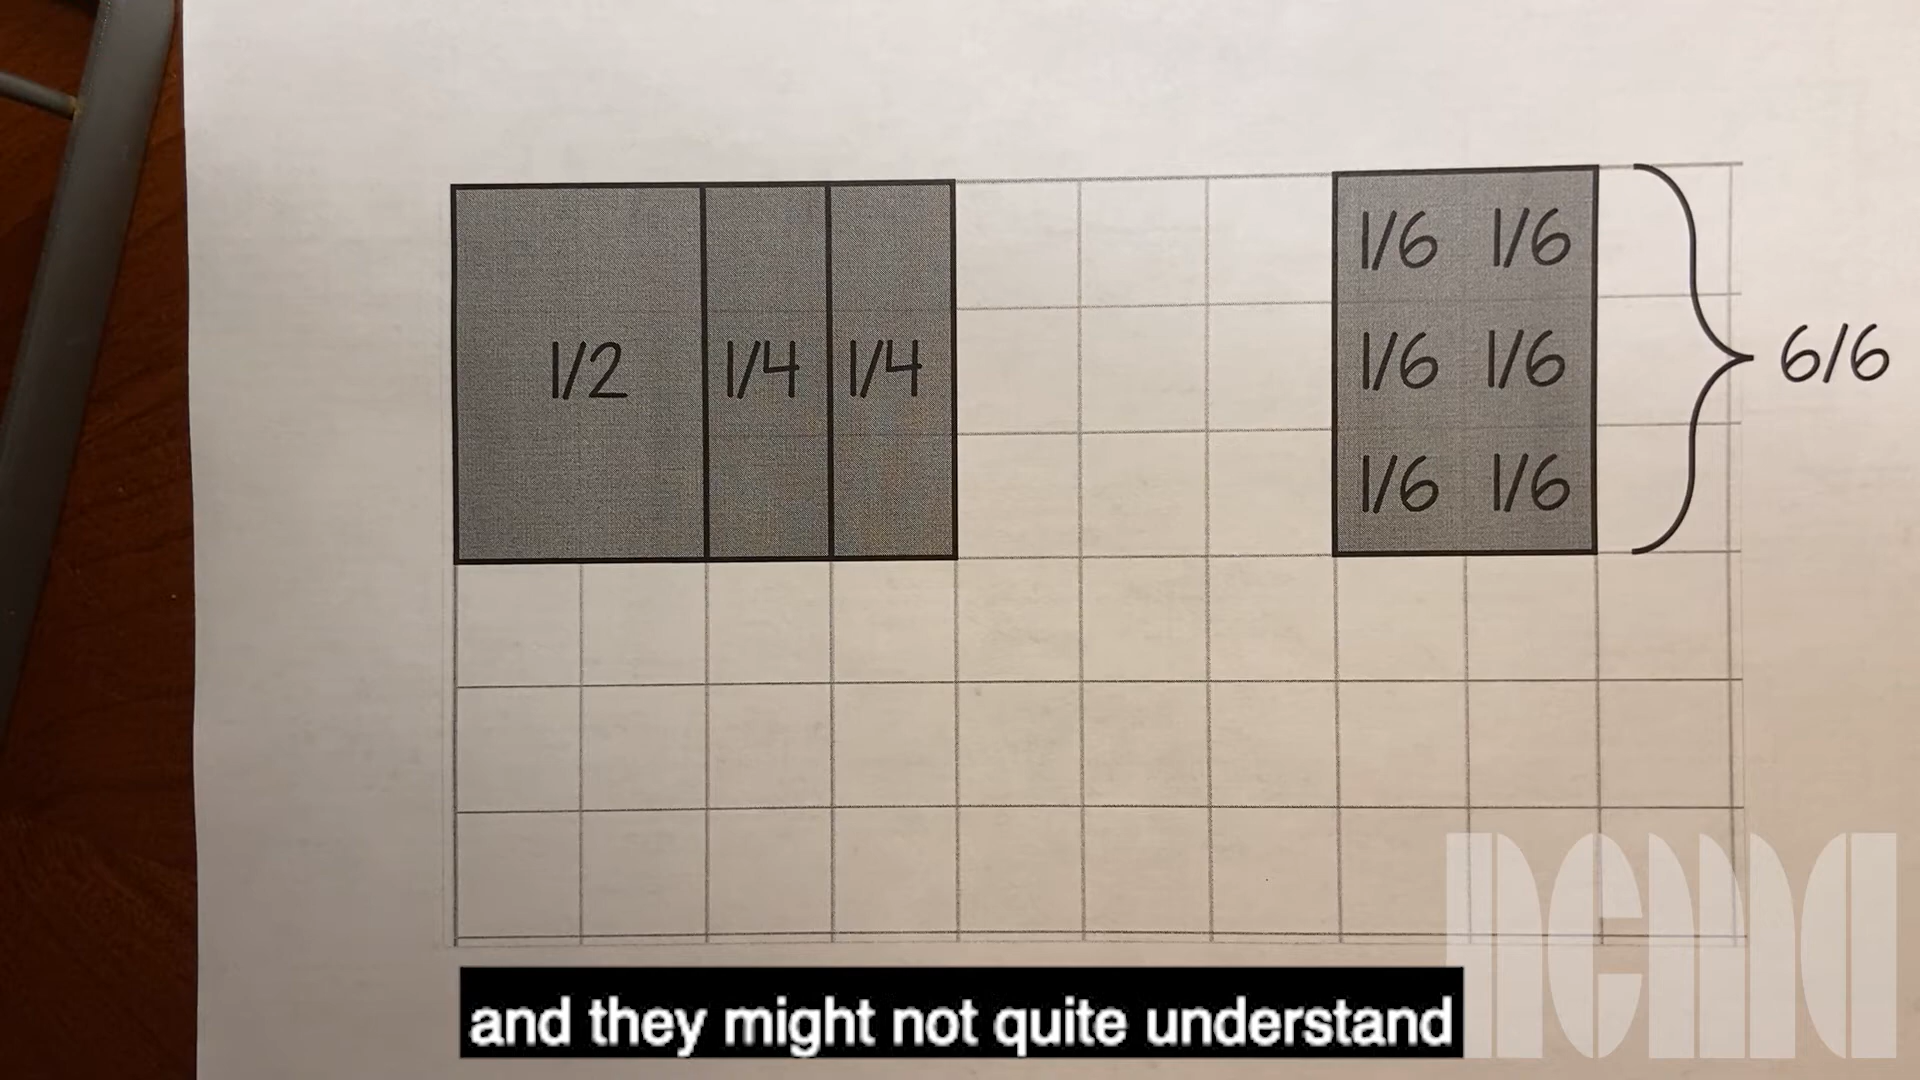 1/2 1/4 1/4
1/6 1/6
1/6 1/6
1/6 1/6
6/6
and they might not quite understand
nema